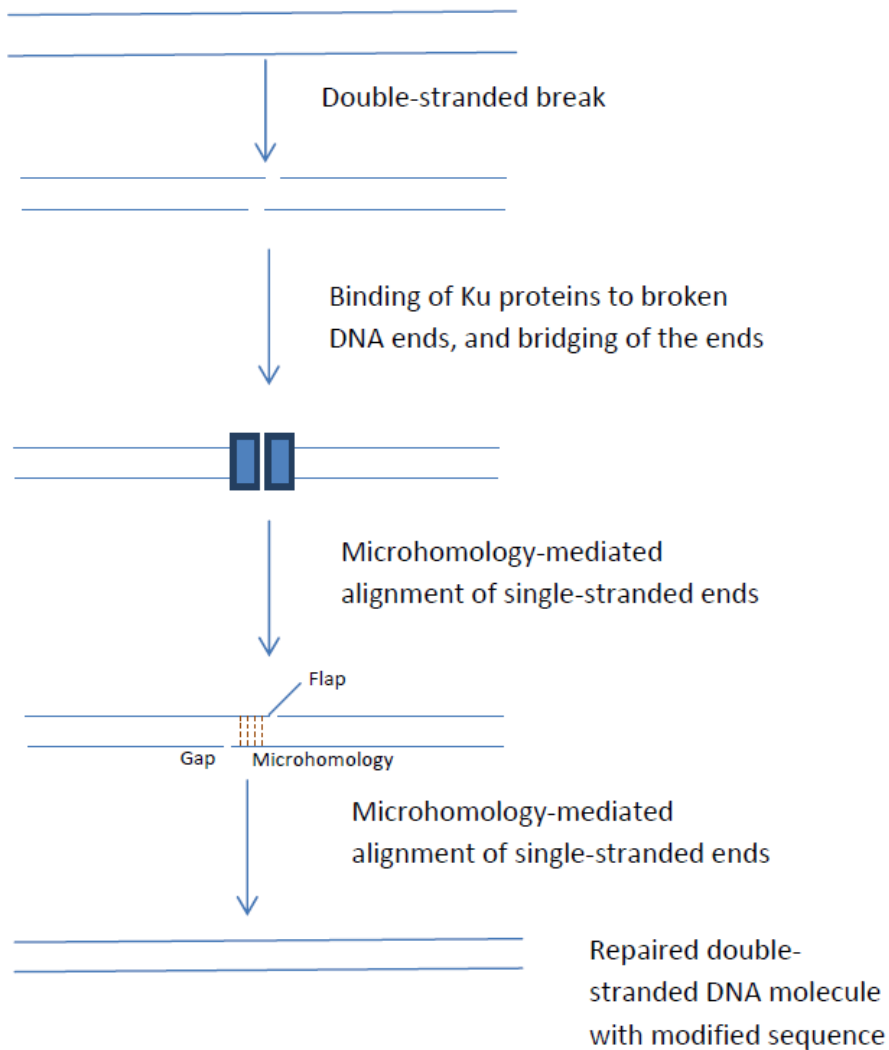 Double-stranded break
Binding of Ku proteins to broken
DNA ends, and bridging of the ends
Microhomology-mediated
alignment of single-stranded ends
Flap
Gap
Microhomology
Microhomology-mediated
alignment of single-stranded ends
Repaired double-
stranded DNA molecule
with modified sequence